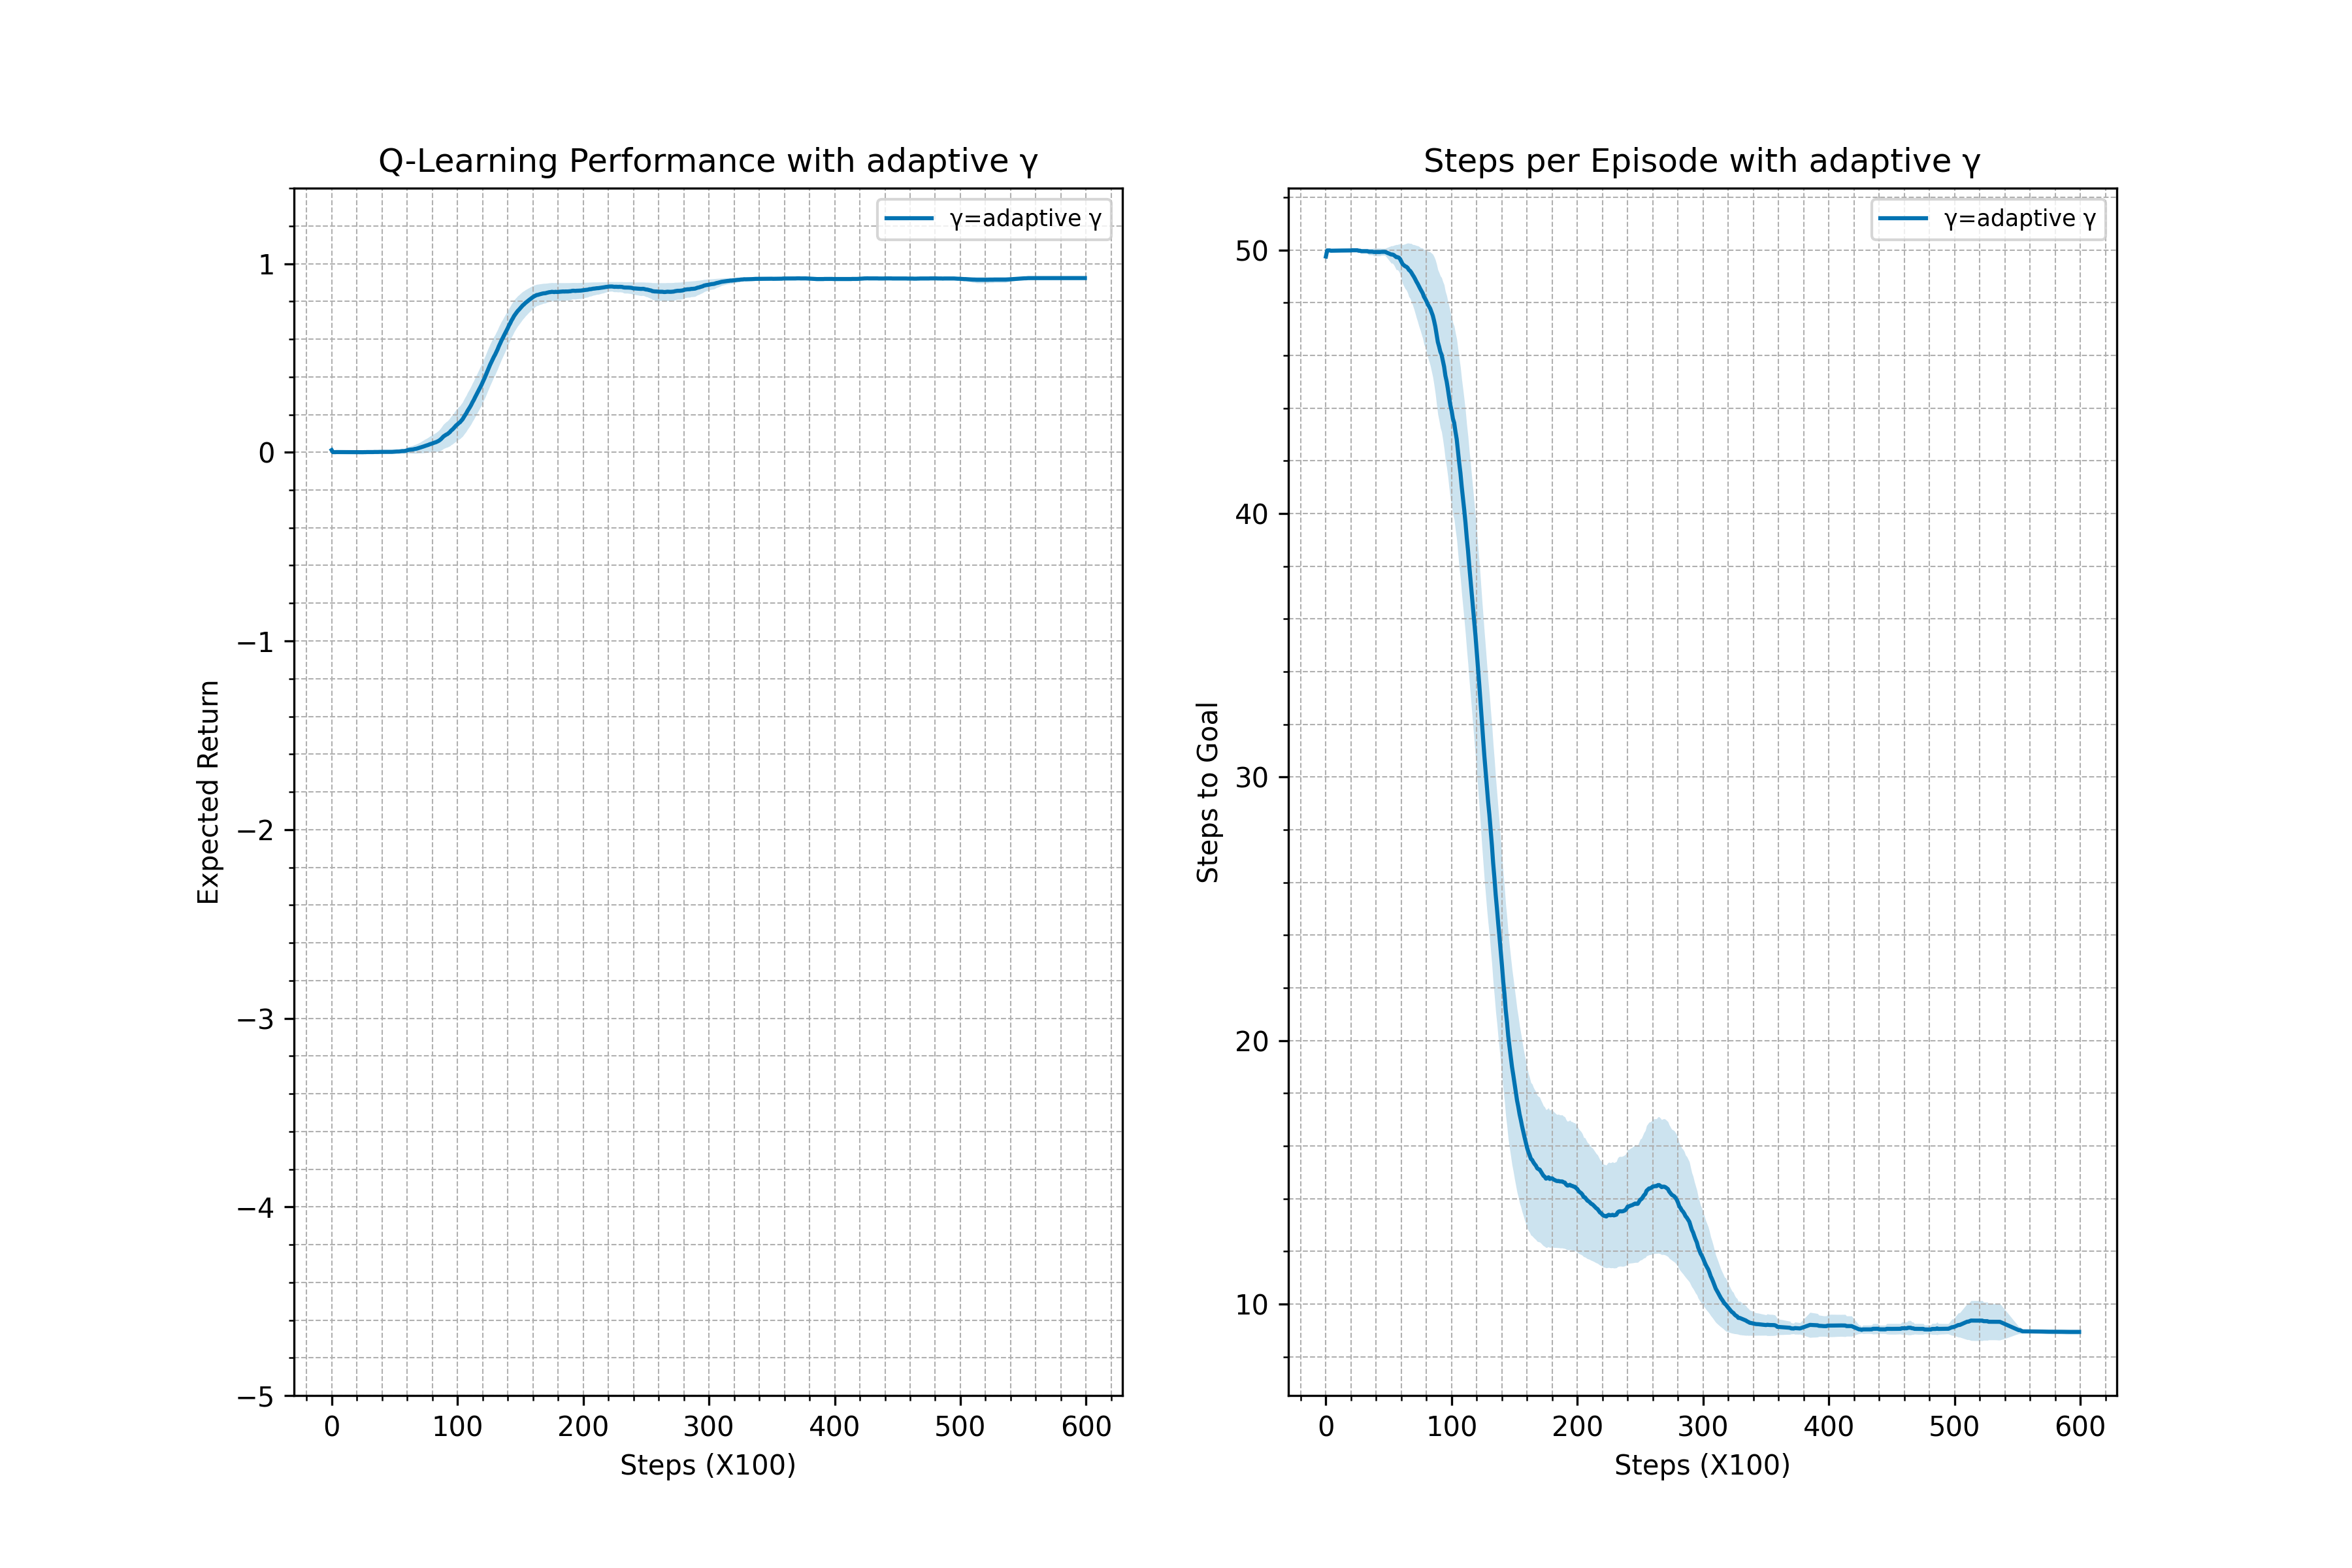 Q-Learning Performance with adaptive γ
γ=adaptive γ
1
0
−1
−2
−3
−4
−5
Expected Return
0 100 200 300 400 500 600
Steps (X100)
Steps per Episode with adaptive γ
γ=adaptive γ
50
40
30
20
10
Steps to Goal
0 100 200 300 400 500 600
Steps (X100)